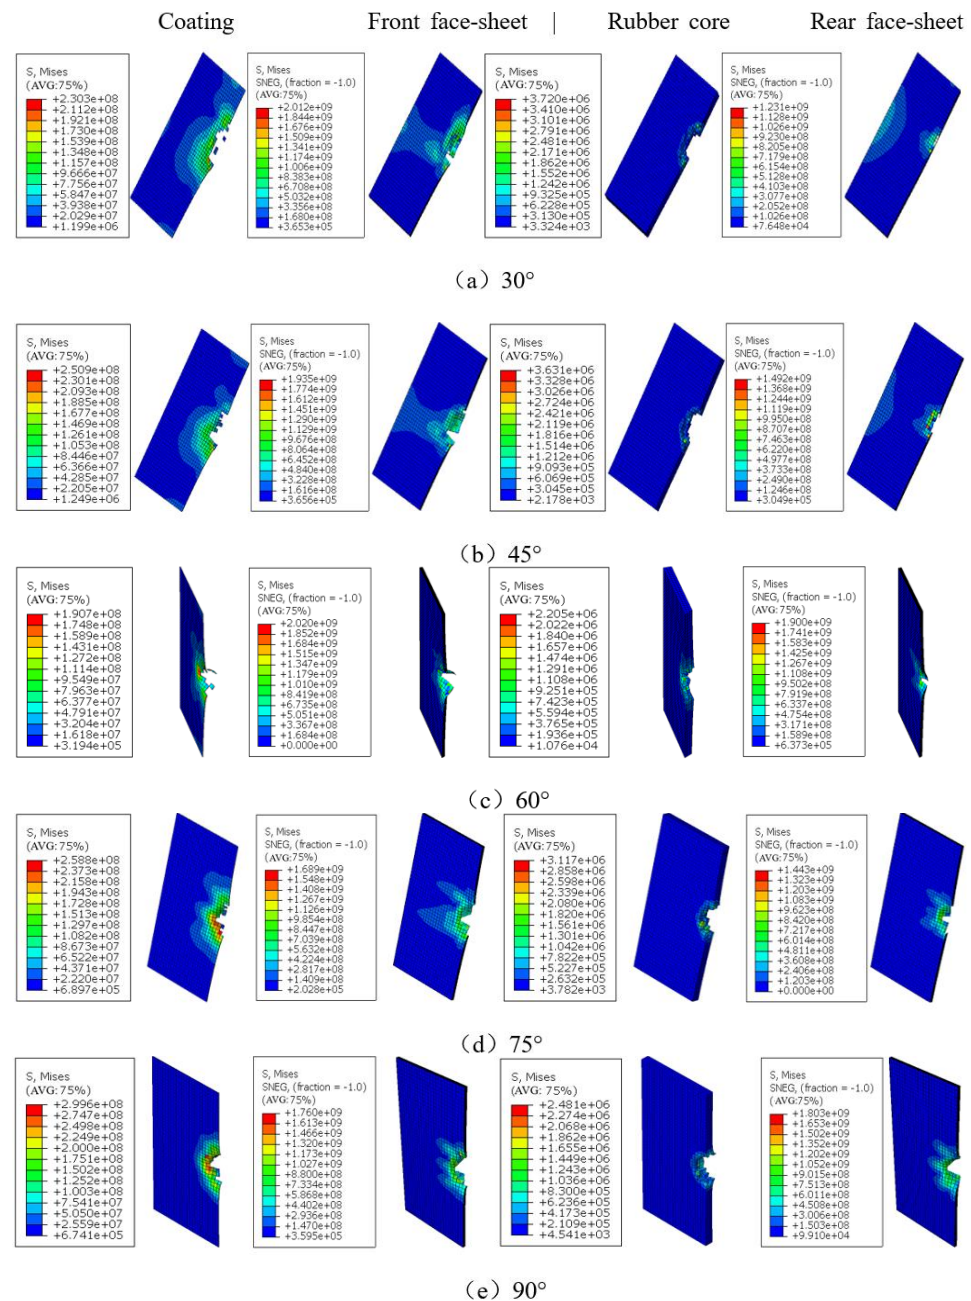 Coating Front face-sheet | Rubber core Rear face-sheet
S, Mises
(AVG:75%)
+2.303e+08
+2.112e+08
+1.921e+08
+1.730e+08
+1.539e+08
+1.348e+08
+1.157e+08
+9.666e+07
+7.756e+07
+5.847e+07
+3.938e+07
+2.029e+07
+1.199e+06
S, Mises
SNEG, (fraction = -1.0)
(AVG:75%)
+2.012e+09
+1.844e+09
+1.676e+09
+1.509e+09
+1.341e+09
+1.174e+09
+1.006e+09
+8.383e+08
+6.708e+08
+5.032e+08
+3.356e+08
+1.680e+08
+3.653e+05
S, Mises
(AVG:75%)
+3.720e+06
+3.410e+06
+3.101e+06
+2.791e+06
+2.481e+06
+2.171e+06
+1.862e+06
+1.552e+06
+1.242e+06
+9.325e+05
+6.228e+05
+3.130e+05
+3.324e+03
S, Mises
SNEG, (fraction = -1.0)
(AVG:75%)
+1.231e+09
+1.128e+09
+1.026e+09
+9.230e+08
+8.205e+08
+7.179e+08
+6.154e+08
+5.128e+08
+4.103e+08
+3.077e+08
+2.052e+08
+1.026e+08
+7.648e+04
（a）30°
S, Mises
(AVG:75%)
+2.509e+08
+2.301e+08
+2.093e+08
+1.885e+08
+1.677e+08
+1.469e+08
+1.261e+08
+1.053e+08
+8.446e+07
+6.366e+07
+4.285e+07
+2.205e+07
+1.249e+06
S, Mises
SNEG, (fraction = -1.0)
(AVG:75%)
+1.935e+09
+1.774e+09
+1.612e+09
+1.451e+09
+1.290e+09
+1.129e+09
+9.676e+08
+8.064e+08
+6.452e+08
+4.840e+08
+3.228e+08
+1.616e+08
+3.656e+05
S, Mises
(AVG:75%)
+3.631e+06
+3.328e+06
+3.026e+06
+2.724e+06
+2.421e+06
+2.119e+06
+1.816e+06
+1.514e+06
+1.212e+06
+9.093e+05
+6.069e+05
+3.045e+05
+2.178e+03
S, Mises
SNEG, (fraction = -1.0)
(AVG:75%)
+1.492e+09
+1.368e+09
+1.244e+09
+1.119e+09
+9.950e+08
+8.707e+08
+7.463e+08
+6.220e+08
+4.977e+08
+3.733e+08
+2.490e+08
+1.246e+08
+3.049e+05
（b）45°
S, Mises
(AVG:75%)
+1.907e+08
+1.748e+08
+1.589e+08
+1.431e+08
+1.272e+08
+1.114e+08
+9.549e+07
+7.963e+07
+6.377e+07
+4.791e+07
+3.204e+07
+1.618e+07
+3.194e+05
S, Mises
SNEG, (fraction = -1.0)
(AVG:75%)
+2.020e+09
+1.852e+09
+1.684e+09
+1.515e+09
+1.347e+09
+1.179e+09
+1.010e+09
+8.419e+08
+6.735e+08
+5.051e+08
+3.367e+08
+1.684e+08
+0.000e+00
S, Mises
(AVG:75%)
+2.205e+06
+2.022e+06
+1.840e+06
+1.657e+06
+1.474e+06
+1.291e+06
+1.108e+06
+9.251e+05
+7.423e+05
+5.594e+05
+3.765e+05
+1.936e+05
+1.076e+04
S, Mises
SNEG, (fraction = -1.0)
(AVG:75%)
+1.900e+09
+1.741e+09
+1.583e+09
+1.425e+09
+1.267e+09
+1.108e+09
+9.502e+08
+7.919e+08
+6.337e+08
+4.754e+08
+3.171e+08
+1.589e+08
+6.373e+05
（c）60°
S, Mises
(AVG:75%)
+2.588e+08
+2.373e+08
+2.158e+08
+1.943e+08
+1.728e+08
+1.513e+08
+1.297e+08
+1.082e+08
+8.673e+07
+6.522e+07
+4.371e+07
+2.220e+07
+6.897e+05
S, Mises
SNEG, (fraction = -1.0)
(AVG:75%)
+1.689e+09
+1.548e+09
+1.408e+09
+1.267e+09
+1.126e+09
+9.854e+08
+8.447e+08
+7.039e+08
+5.632e+08
+4.224e+08
+2.817e+08
+1.409e+08
+2.028e+05
S, Mises
(AVG:75%)
+3.117e+06
+2.858e+06
+2.598e+06
+2.339e+06
+2.080e+06
+1.820e+06
+1.561e+06
+1.301e+06
+1.042e+06
+7.822e+05
+5.227e+05
+2.632e+05
+3.782e+03
S, Mises
SNEG, (fraction = -1.0)
(AVG:75%)
+1.443e+09
+1.323e+09
+1.203e+09
+1.083e+09
+9.623e+08
+8.420e+08
+7.217e+08
+6.014e+08
+4.811e+08
+3.608e+08
+2.406e+08
+1.203e+08
+0.000e+00
（d）75°
S, Mises
(AVG: 75%)
+2.996e+08
+2.747e+08
+2.498e+08
+2.249e+08
+2.000e+08
+1.751e+08
+1.502e+08
+1.252e+08
+1.003e+08
+7.541e+07
+5.050e+07
+2.559e+07
+6.741e+05
S, Mises
SNEG, (fraction = -1.0)
(AVG:75%)
+1.760e+09
+1.613e+09
+1.466e+09
+1.320e+09
+1.173e+09
+1.027e+09
+8.800e+08
+7.334e+08
+5.868e+08
+4.402e+08
+2.936e+08
+1.470e+08
+3.595e+05
S, Mises
(AVG: 75%)
+2.481e+06
+2.274e+06
+2.068e+06
+1.862e+06
+1.655e+06
+1.449e+06
+1.243e+06
+1.036e+06
+8.300e+05
+6.236e+05
+4.173e+05
+2.109e+05
+4.541e+03
S, Mises
SNEG, (fraction = -1.0)
(AVG:75%)
+1.803e+09
+1.653e+09
+1.502e+09
+1.352e+09
+1.202e+09
+1.052e+09
+9.015e+08
+7.513e+08
+6.011e+08
+4.508e+08
+3.006e+08
+1.503e+08
+9.910e+04
（e）90°